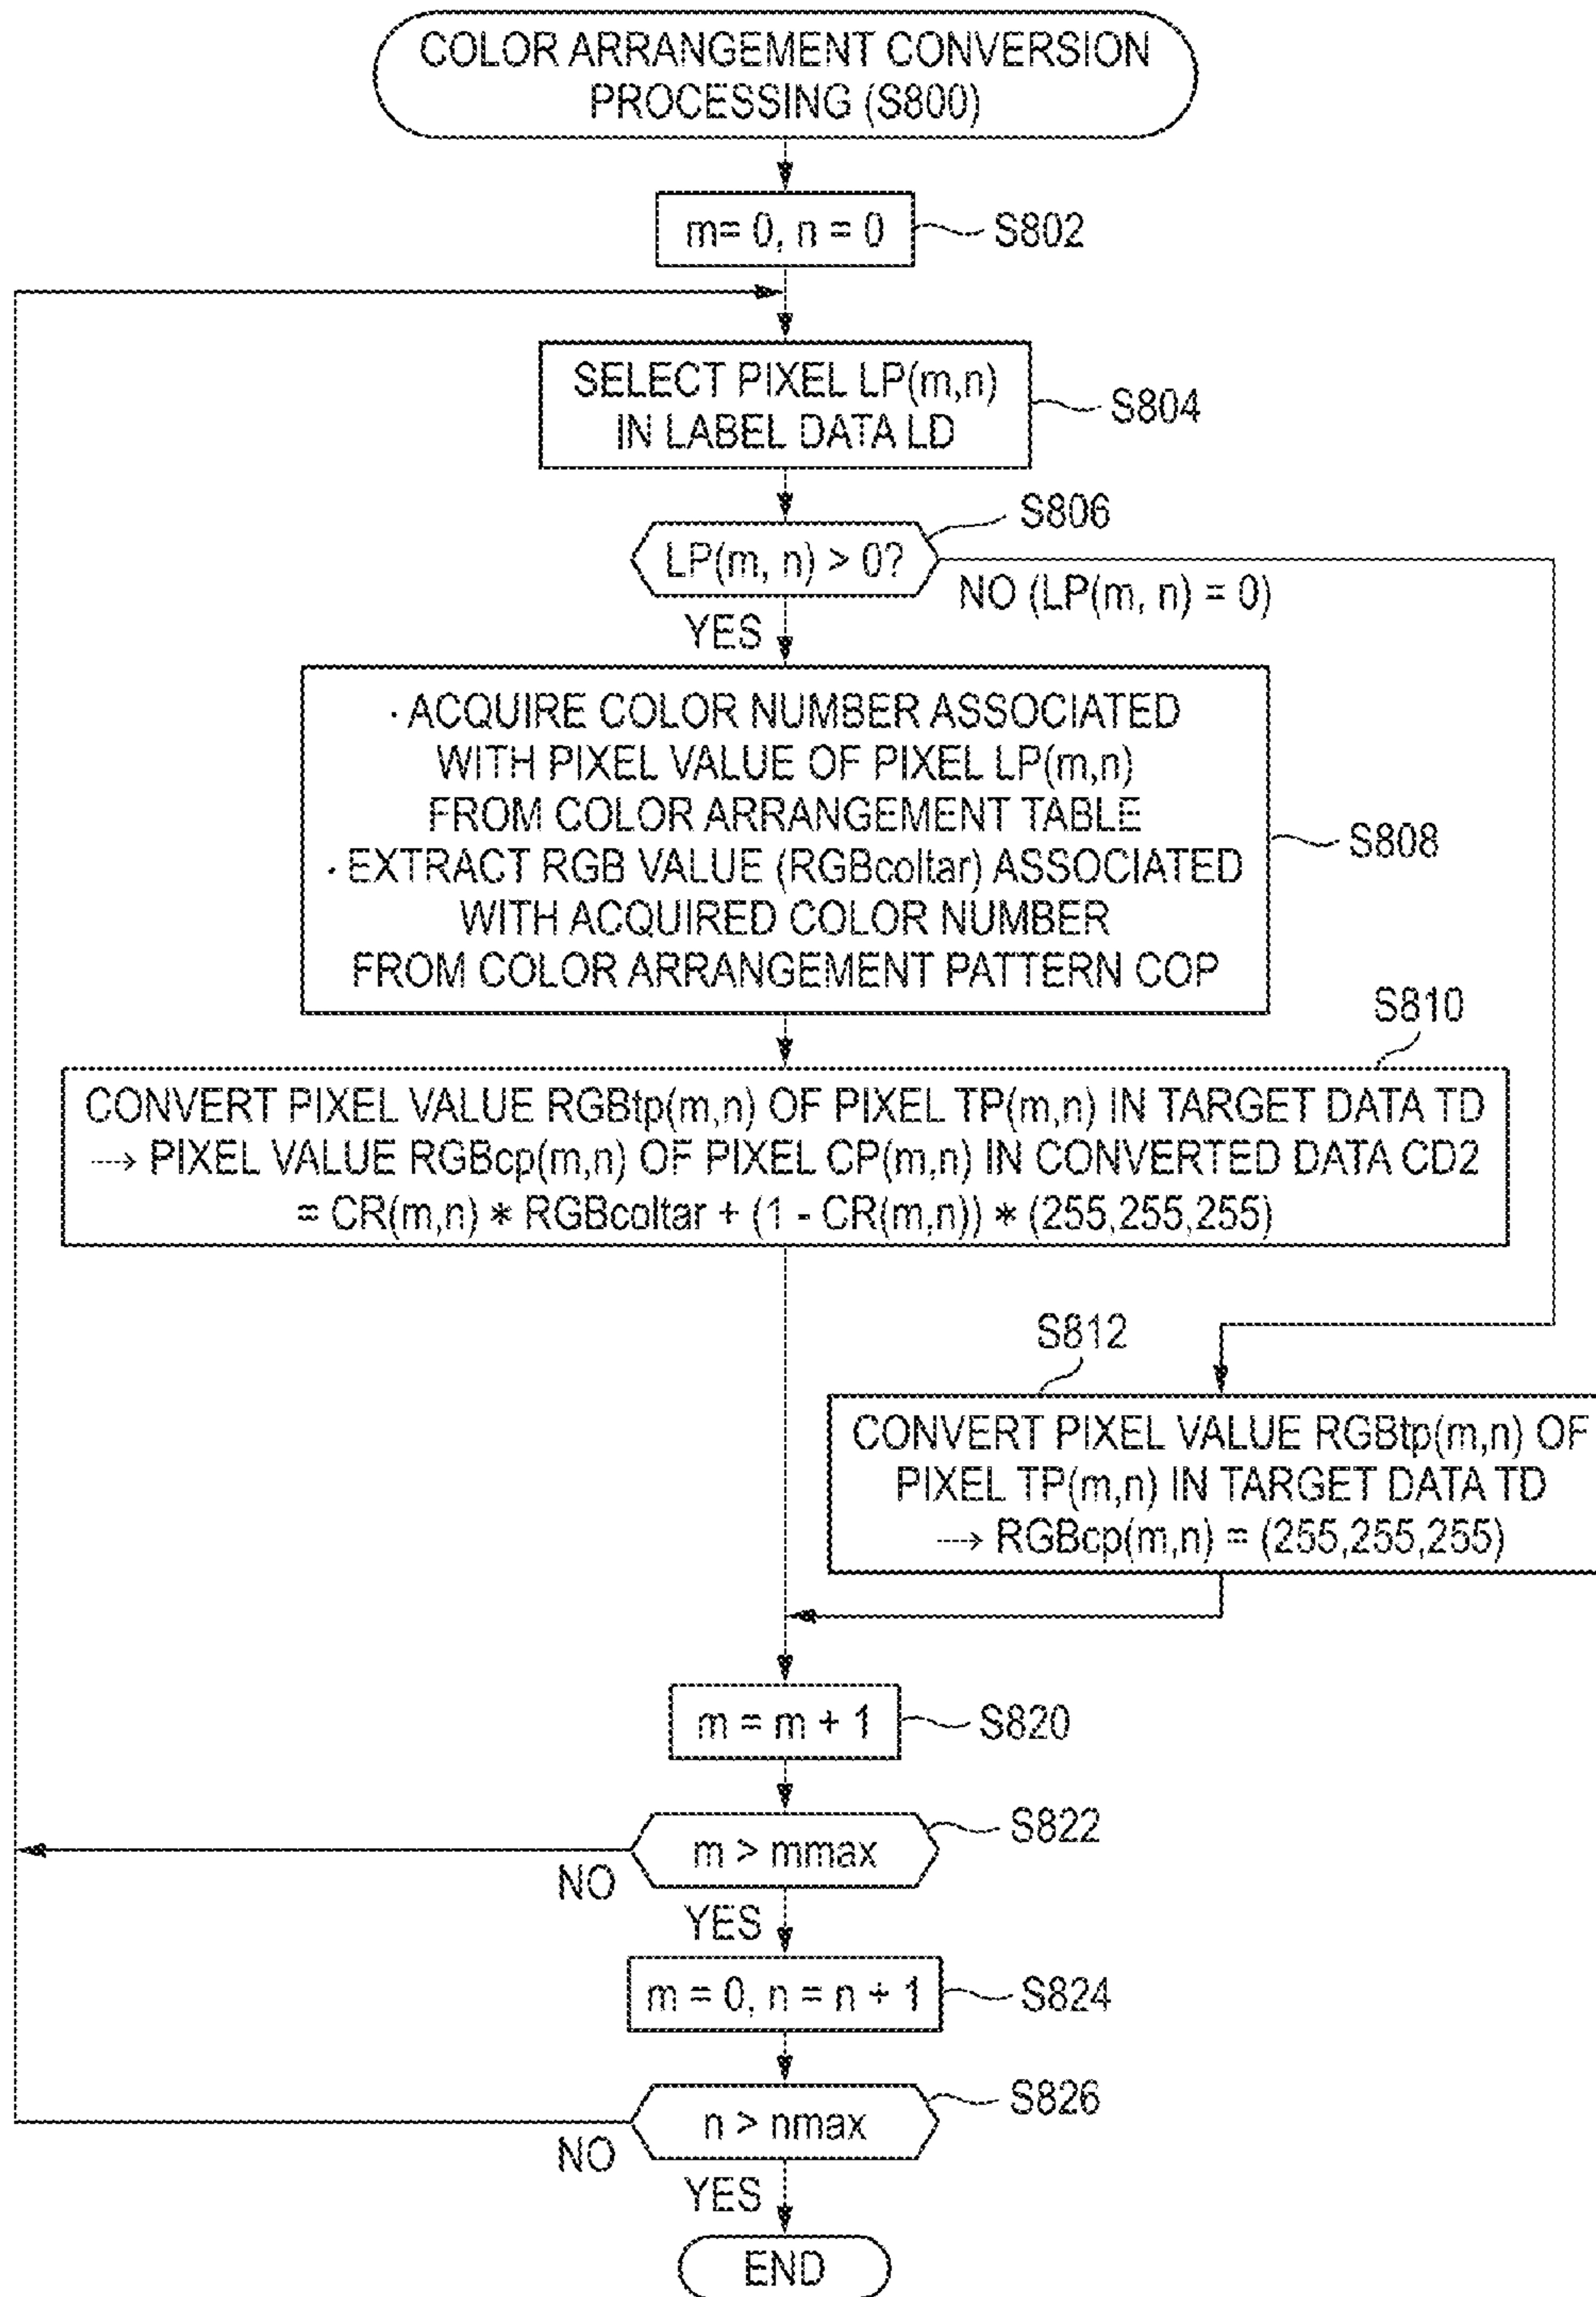 COLOR ARRANGEMENT CONVERSION
PROCESSING (S800)
m= 0, n = 0
S802
SELECT PIXEL LP(m,n)
IN LABEL DATA LD
S804
S806
LP(m, n) > 0?
NO (LP(m, n) = 0)
YES
· ACQUIRE COLOR NUMBER ASSOCIATED
WITH PIXEL VALUE OF PIXEL LP(m,n)
FROM COLOR ARRANGEMENT TABLE
· EXTRACT RGB VALUE (RGBcoltar) ASSOCIATED
WITH ACQUIRED COLOR NUMBER
FROM COLOR ARRANGEMENT PATTERN COP
S808
S810
CONVERT PIXEL VALUE RGBtp(m,n) OF PIXEL TP(m,n) IN TARGET DATA TD
→ PIXEL VALUE RGBcp(m,n) OF PIXEL CP(m,n) IN CONVERTED DATA CD2
= CR(m,n) * RGBcoltar + (1 - CR(m,n)) * (255,255,255)
S812
CONVERT PIXEL VALUE RGBtp(m,n) OF
PIXEL TP(m,n) IN TARGET DATA TD
→ RGBcp(m,n) = (255,255,255)
m = m + 1
S820
S822
m > mmax
NO
YES
m = 0, n = n + 1
S824
S826
n > nmax
NO
YES
END